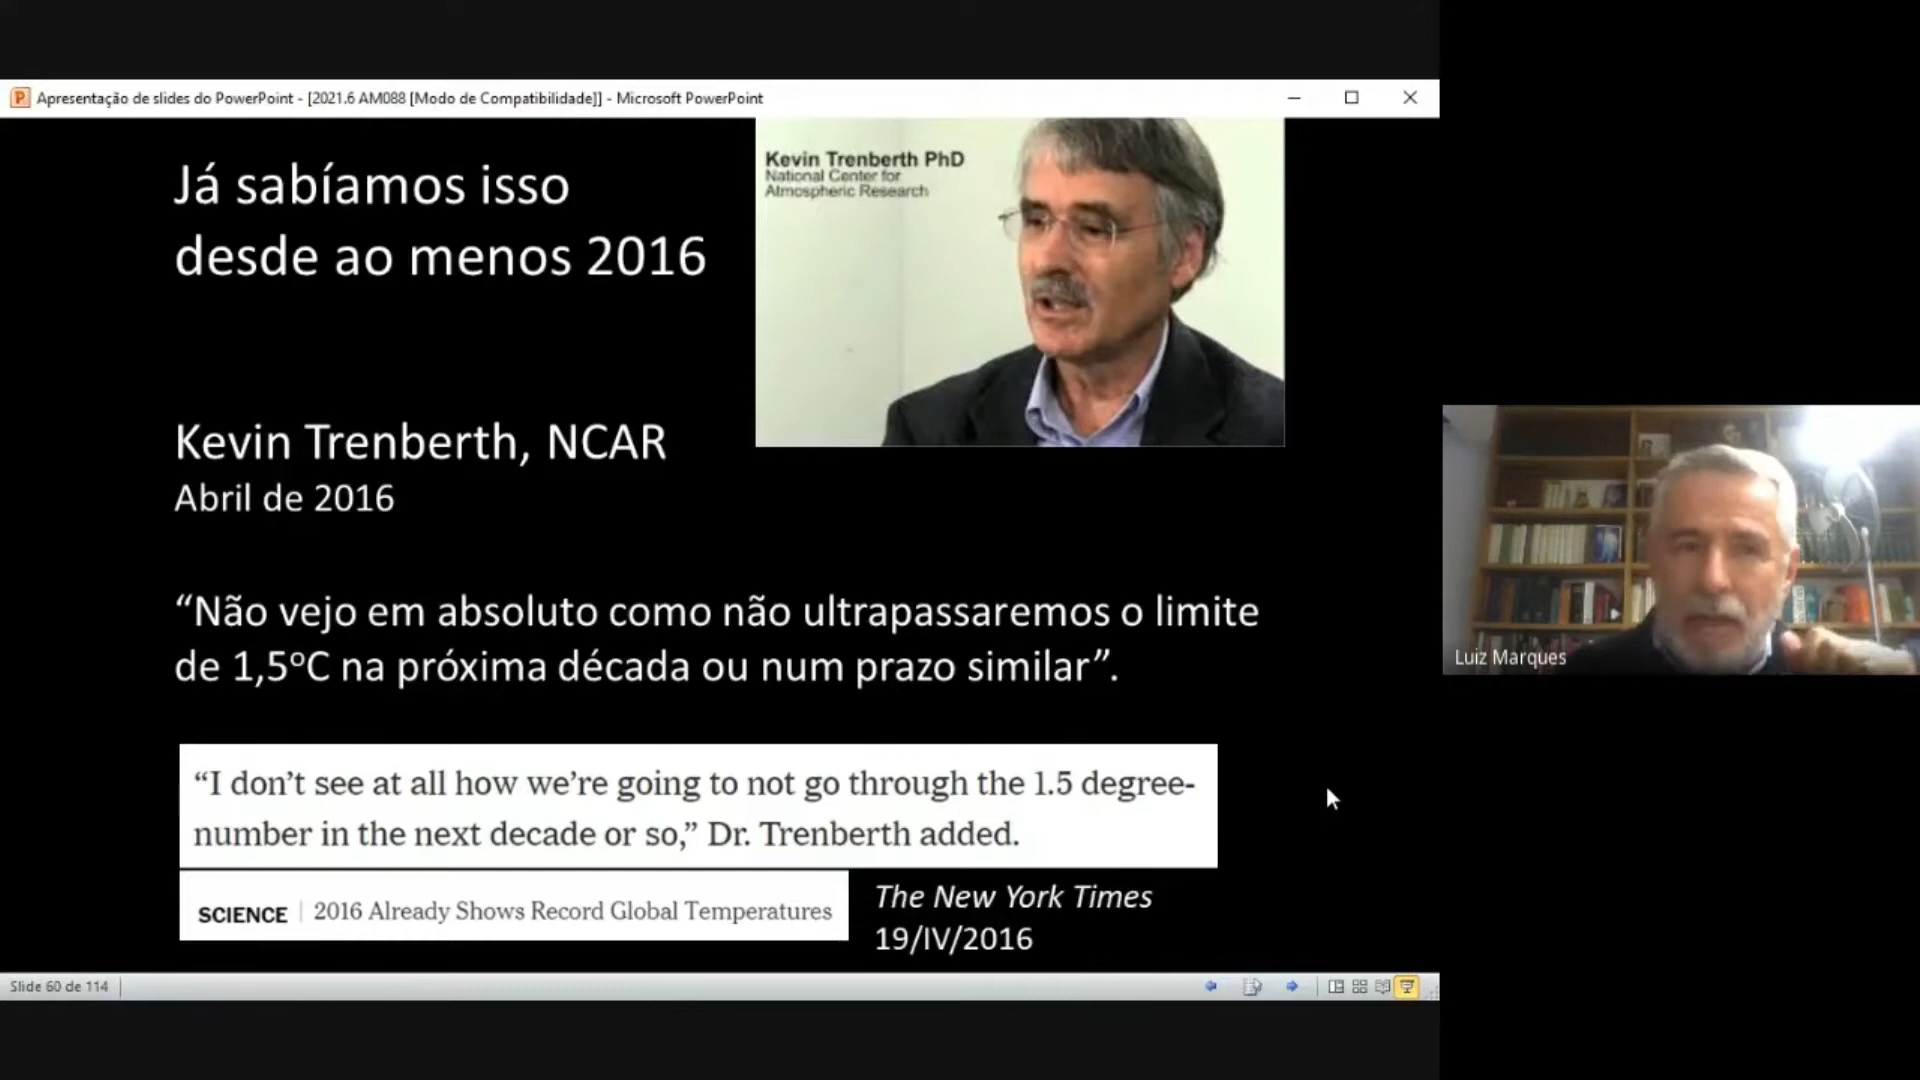 Apresentação de slides do PowerPoint - [2021.6 AM088 [Modo de Compatibilidade]] - Microsoft PowerPoint
Já sabíamos isso
desde ao menos 2016
Kevin Trenberth PhD
National Center for
Atmospheric Research
Kevin Trenberth, NCAR
Abril de 2016
“Não vejo em absoluto como não ultrapassaremos o limite
de 1,5ºC na próxima década ou num prazo similar”.
“I don’t see at all how we’re going to not go through the 1.5 degree-
number in the next decade or so,” Dr. Trenberth added.
SCIENCE | 2016 Already Shows Record Global Temperatures
The New York Times
19/IV/2016
Luiz Marques
Slide 60 de 114